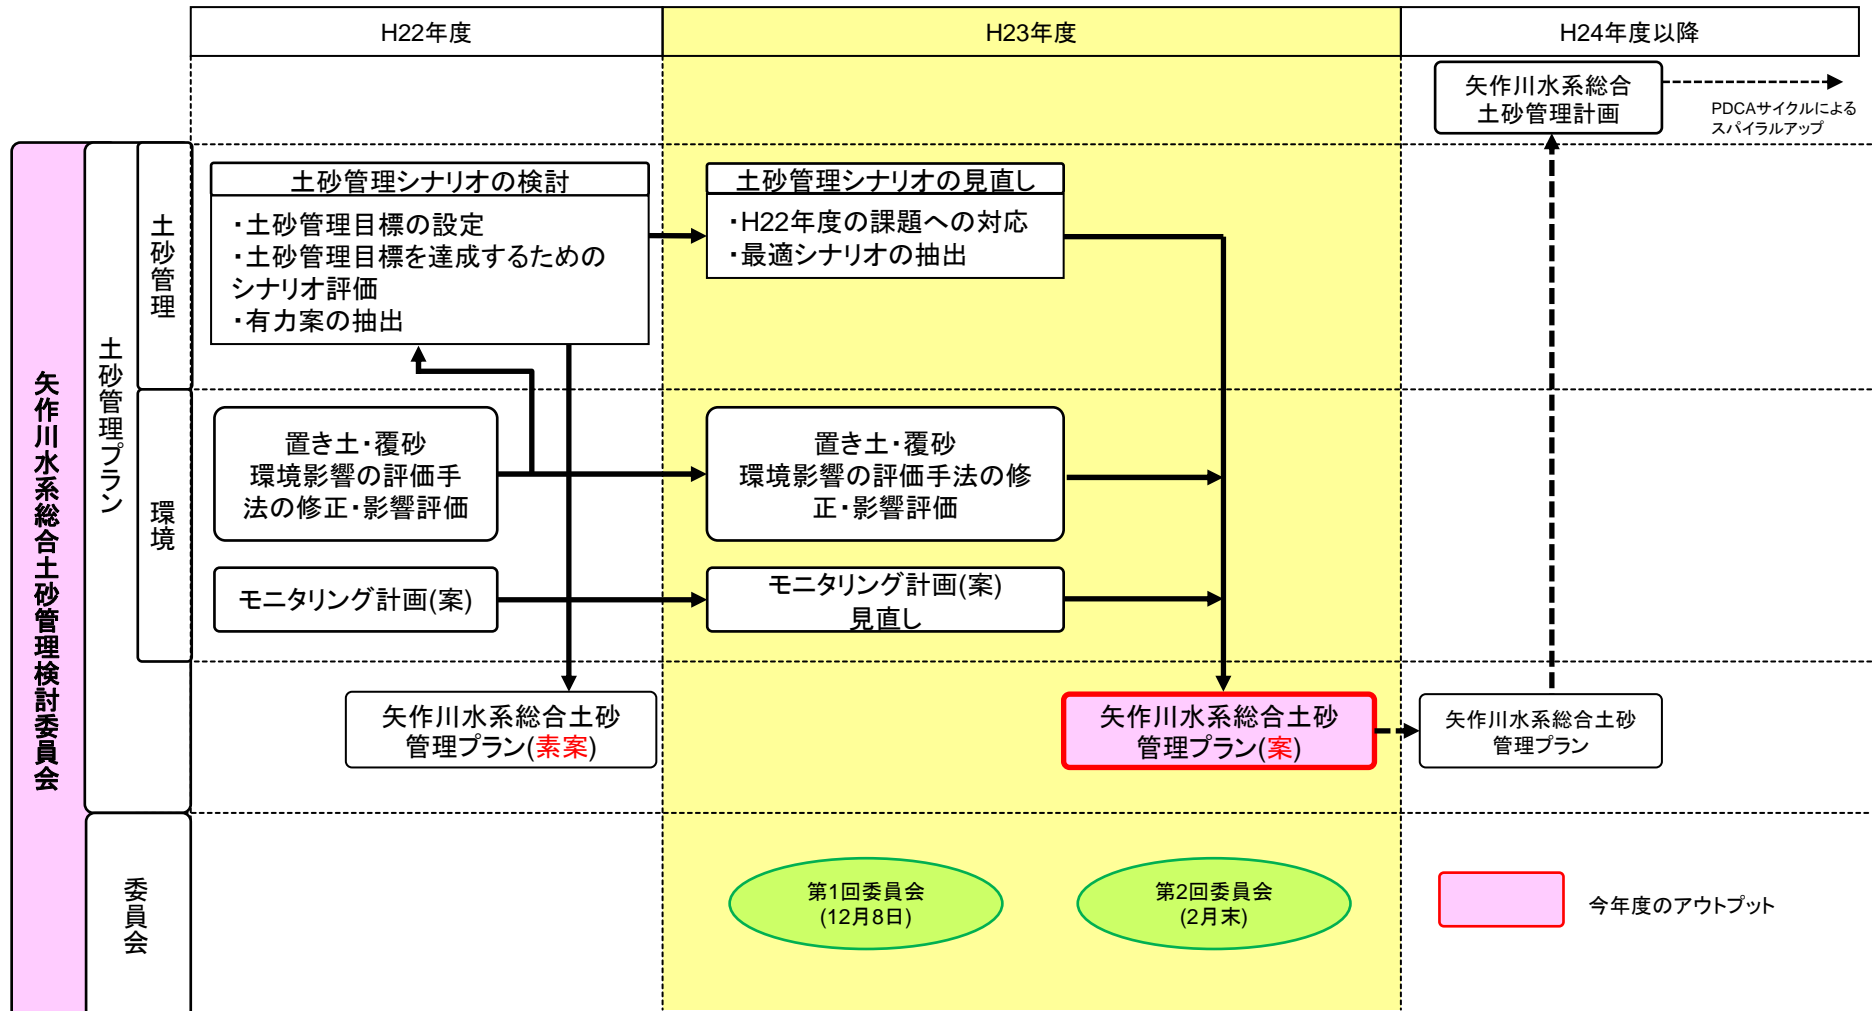 H22年度
H23年度
H24年度以降
矢作川水系総合
土砂管理計画
PDCAサイクルによる
スパイラルアップ
矢作川水系総合土砂管理検討委員会
土砂管理プラン
土砂管理
土砂管理シナリオの検討
・土砂管理目標の設定
・土砂管理目標を達成するための
シナリオ評価
・有力案の抽出
土砂管理シナリオの見直し
・H22年度の課題への対応
・最適シナリオの抽出
環境
置き土・覆砂
環境影響の評価手
法の修正・影響評価
置き土・覆砂
環境影響の評価手法の修
正・影響評価
モニタリング計画(案)
モニタリング計画(案)
見直し
矢作川水系総合土砂
管理プラン(素案)
矢作川水系総合土砂
管理プラン(案)
矢作川水系総合土砂
管理プラン
委員会
第1回委員会
(12月8日)
第2回委員会
(2月末)
今年度のアウトプット